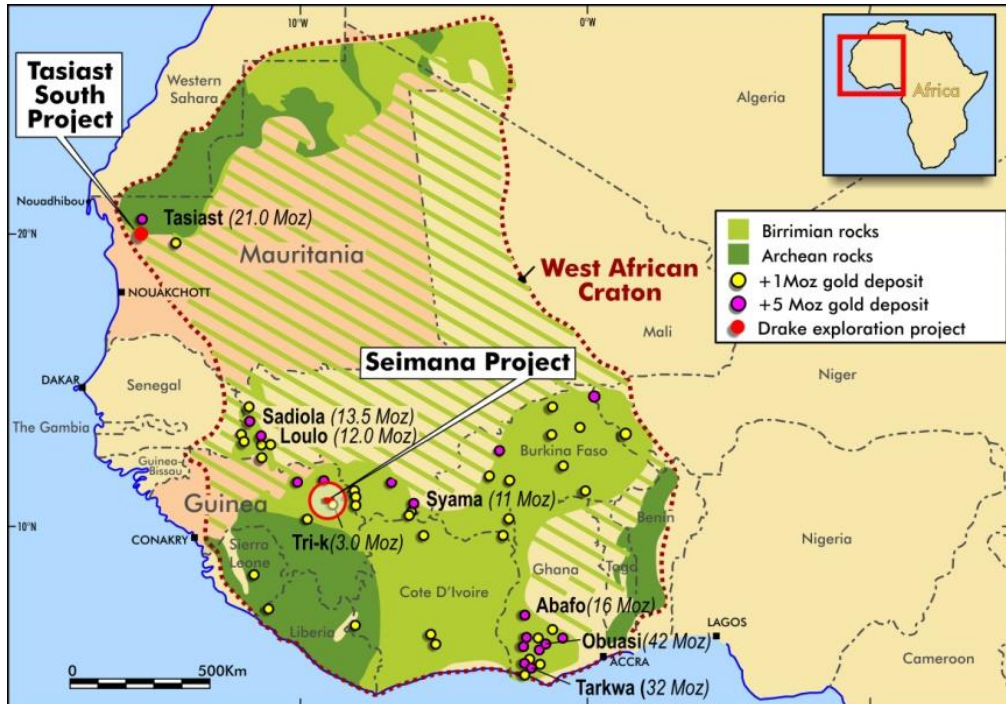 10°W
0°W
Tasiast
South
Project
Western
Sahara
Algeria
Africa
Nouadhibou
Tasiast (21.0 Moz)
20°N
Mauritania
NOUAKCHOTT
West African
Craton
Birrimian rocks
Archean rocks
+1Moz gold deposit
+5 Moz gold deposit
Drake exploration project
Mali
Seimana Project
DAKAR
Senegal
Niger
The Gambia
Sadiola (13.5 Moz)
Loulo (12.0 Moz)
Guinea-
Bissau
Burkina Faso
Guinea
Syama (11 Moz)
10°N
CONAKRY
Tri-k(3.0 Moz)
Sierra
Leone
Benin
Nigeria
Ghana
Togo
Cote D'Ivoire
Abafo(16 Moz)
Liberia
Obuasi(42 Moz)
LAGOS
ACCRA
Cameroon
Tarkwa (32 Moz)
0
500Km
10°W
0°W